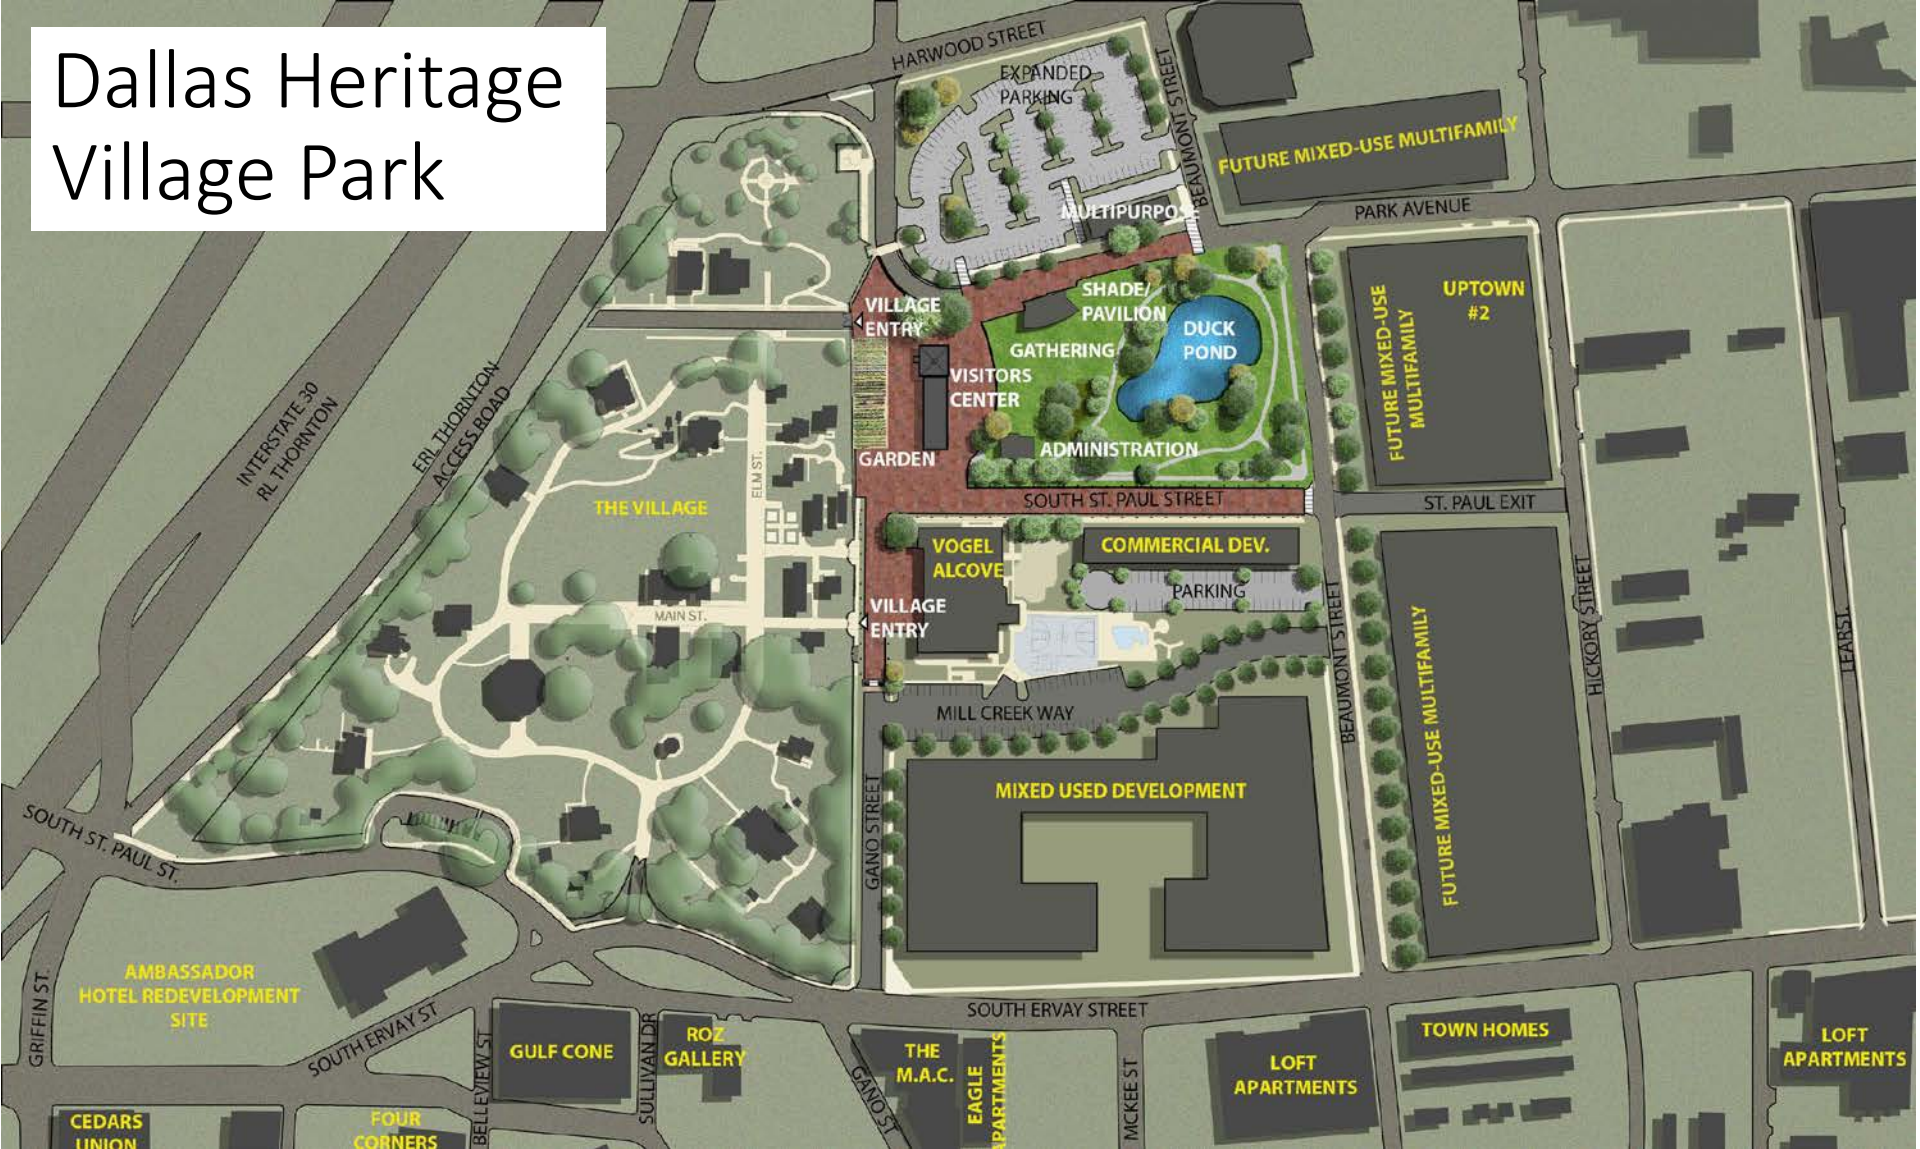 Dallas Heritage
Village Park
HARWOOD STREET
EXPANDED
PARKING
BEAUMONT STREET
FUTURE MIXED-USE MULTIFAMILY
MULTIPURPOSE
PARK AVENUE
VILLAGE
ENTRY
SHADE/
PAVILION
DUCK
POND
GATHERING
VISITORS
CENTER
GARDEN
ADMINISTRATION
SOUTH ST. PAUL STREET
FUTURE MIXED-USE
MULTIFAMILY
UPTOWN
#2
ST. PAUL EXIT
INTERSTATE 30
RL THORNTON
ERL THORNTON
ACCESS ROAD
THE VILLAGE
ELM ST.
MAIN ST.
VOGEL
ALCOVE
COMMERCIAL DEV.
PARKING
VILLAGE
ENTRY
BEAUMONT STREET
HICKORY STREET
LEAR ST.
FUTURE MIXED-USE MULTIFAMILY
MILL CREEK WAY
MIXED USED DEVELOPMENT
GANO STREET
SOUTH ST. PAUL ST.
AMBASSADOR
HOTEL REDEVELOPMENT
SITE
GRIFFIN ST.
SOUTH ERVAY ST
SOUTH ERVAY STREET
BELLEVIEW ST
GULF CONE
SULLIVAN DR
ROZ
GALLERY
GANO ST
THE
M.A.C.
EAGLE
APARTMENTS
MCKEE ST
LOFT
APARTMENTS
TOWN HOMES
LOFT
APARTMENTS
CEDARS
UNION
FOUR
CORNERS